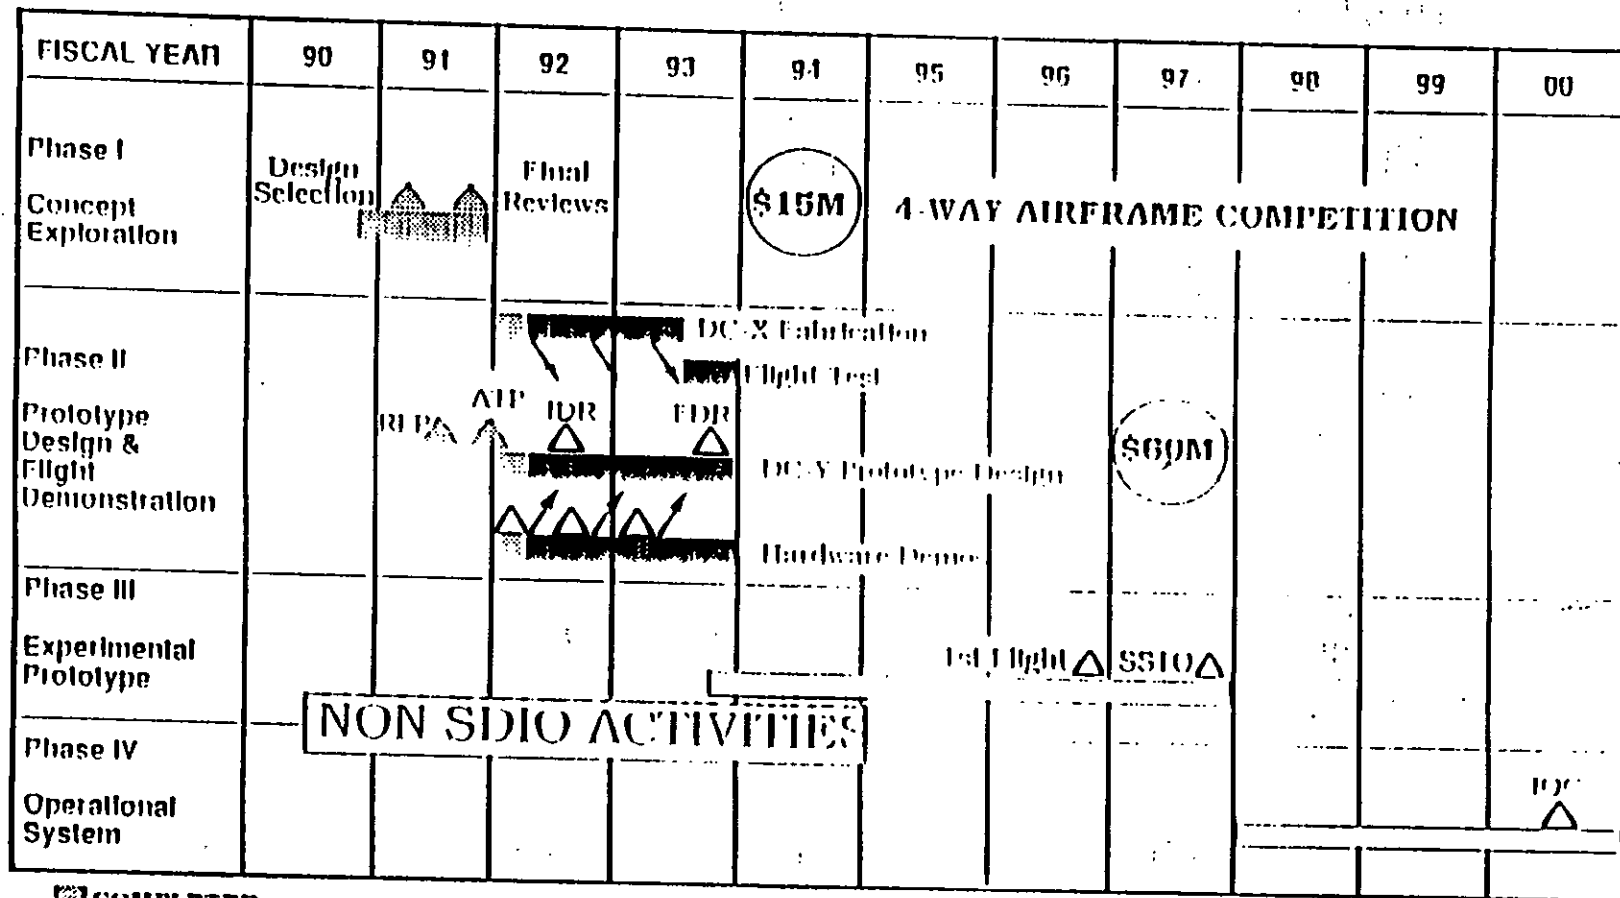 FISCAL YEAR 90 91 92 93 94 95 96 97 98 99 00
Phase I
Concept
Exploration
Design
Selection
Final
Reviews
$15M
4-WAY AIRFRAME COMPETITION
DC-X Fabrication
Phase II
Flight Test
Prototype
Design &
Flight
Demonstration
RFP
ATP
IDR
FDR
$60M
DC-Y Prototype Design
Hardware Demo
Phase III
Experimental
Prototype
1st Flight
SSTO
NON SDIO ACTIVITIES
Phase IV
Operational
System
IOC
COMPLETED